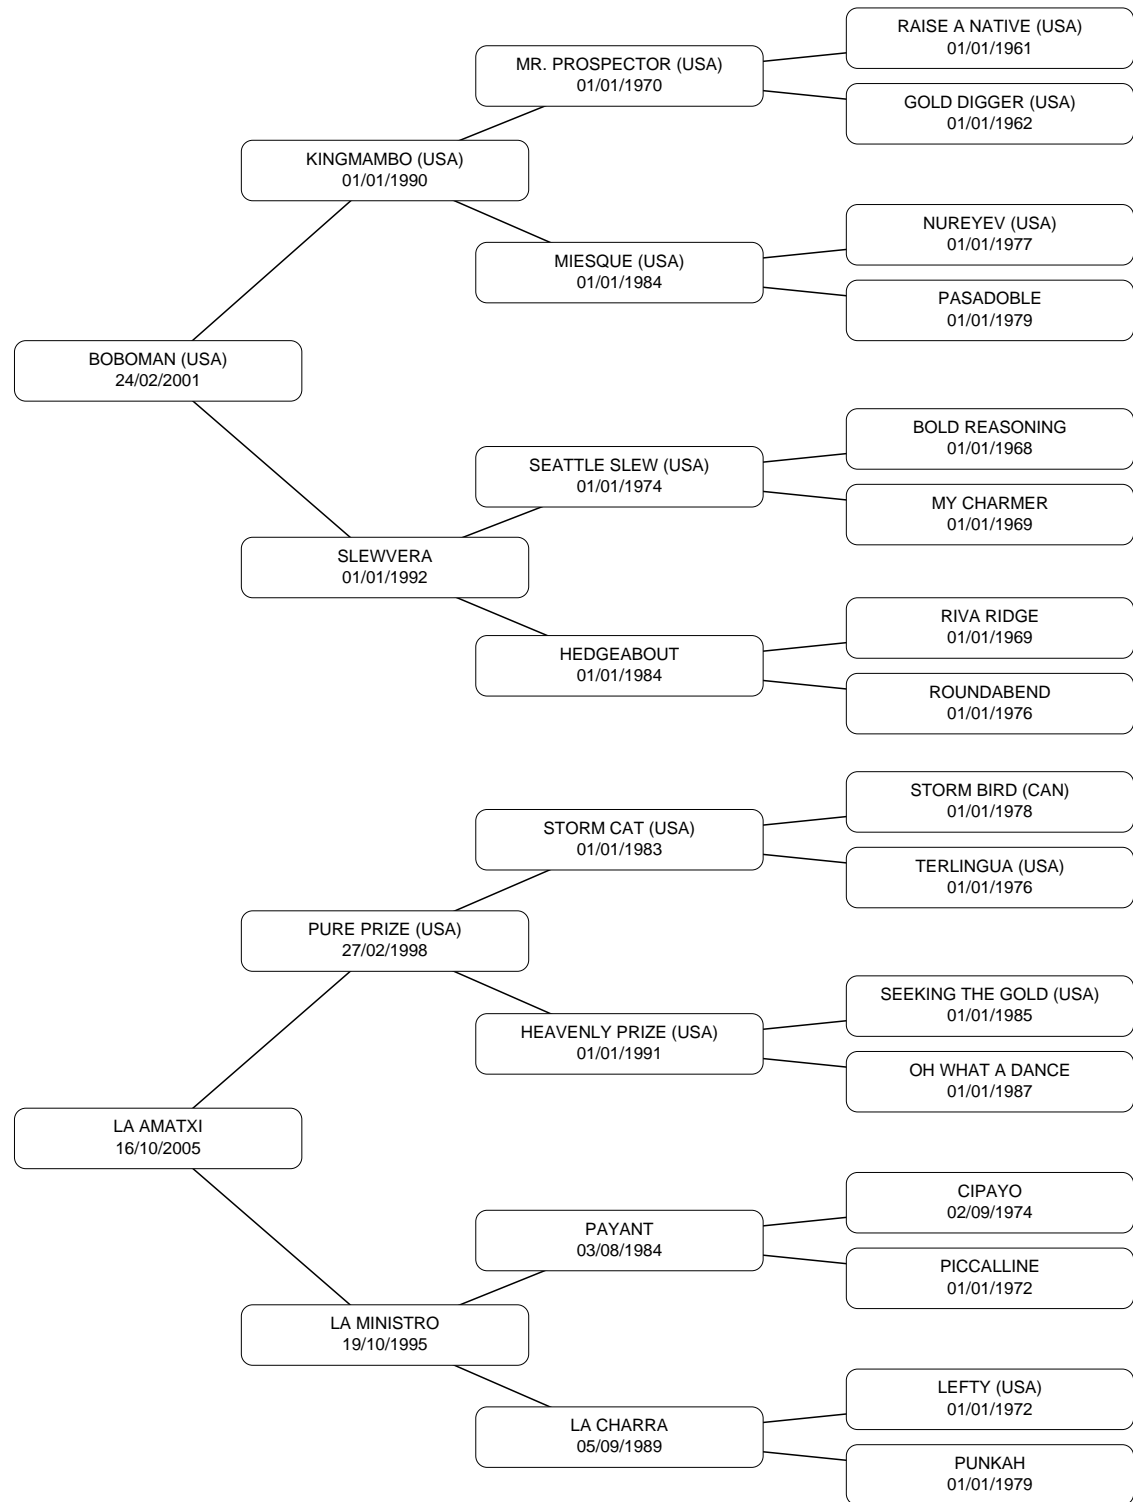 RAISE A NATIVE (USA)
01/01/1961
MR. PROSPECTOR (USA)
01/01/1970
GOLD DIGGER (USA)
01/01/1962
KINGMAMBO (USA)
01/01/1990
NUREYEV (USA)
01/01/1977
MIESQUE (USA)
01/01/1984
PASADOBLE
01/01/1979
BOBOMAN (USA)
24/02/2001
BOLD REASONING
01/01/1968
SEATTLE SLEW (USA)
01/01/1974
MY CHARMER
01/01/1969
SLEWVERA
01/01/1992
RIVA RIDGE
01/01/1969
HEDGEABOUT
01/01/1984
ROUNDABEND
01/01/1976
STORM BIRD (CAN)
01/01/1978
STORM CAT (USA)
01/01/1983
TERLINGUA (USA)
01/01/1976
PURE PRIZE (USA)
27/02/1998
SEEKING THE GOLD (USA)
01/01/1985
HEAVENLY PRIZE (USA)
01/01/1991
OH WHAT A DANCE
01/01/1987
LA AMATXI
16/10/2005
CIPAYO
02/09/1974
PAYANT
03/08/1984
PICCALLINE
01/01/1972
LA MINISTRO
19/10/1995
LEFTY (USA)
01/01/1972
LA CHARRA
05/09/1989
PUNKAH
01/01/1979